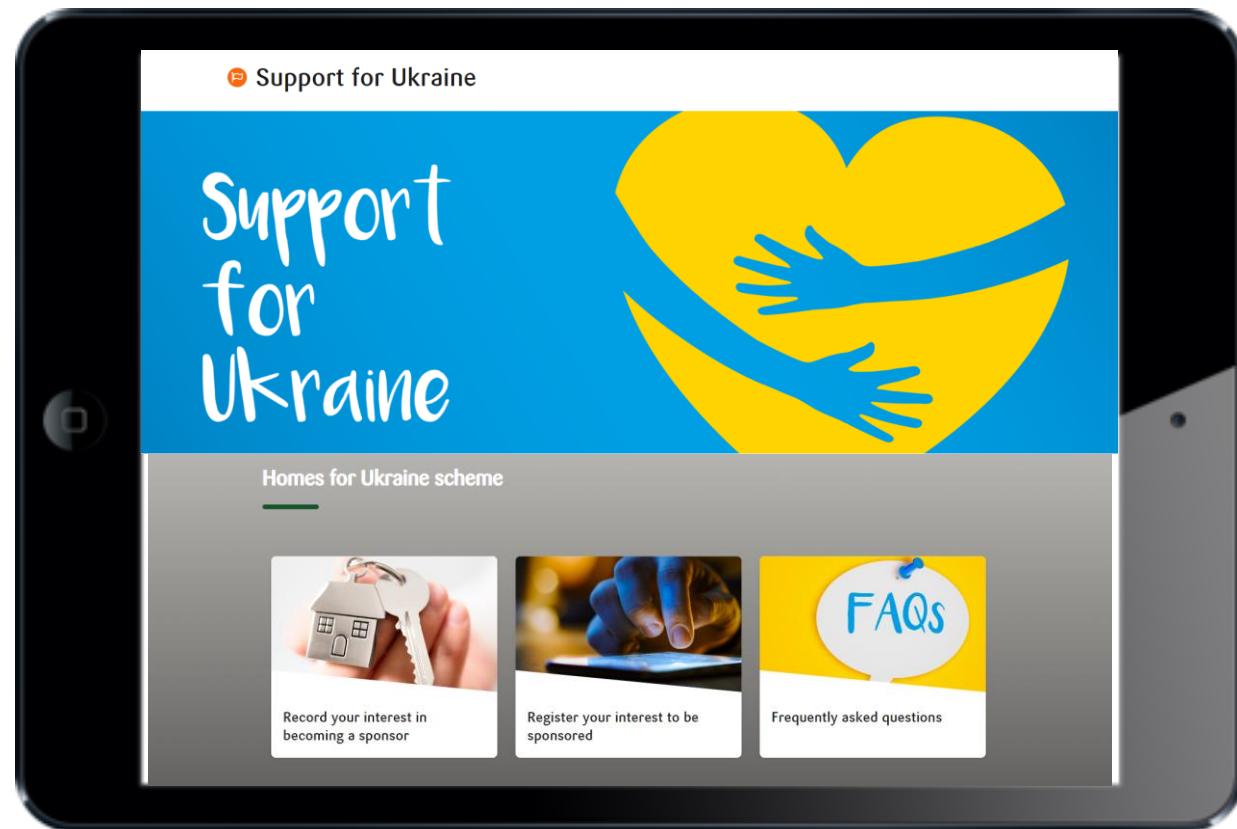 Support for Ukraine
Support
for
Ukraine
Homes for Ukraine scheme
FAQs
Record your interest in
becoming a sponsor
Register your interest to be
sponsored
Frequently asked questions